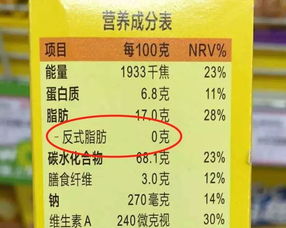 营养成分表
项目 每100克 NRV%
能量 1933千焦 23%
蛋白质 6.8克 11%
脂肪 17.0克 28%
-反式脂肪 0克
碳水化合物 68.1克 23%
膳食纤维 3.0克 12%
钠 270毫克 14%
维生素A 240微克视 30%